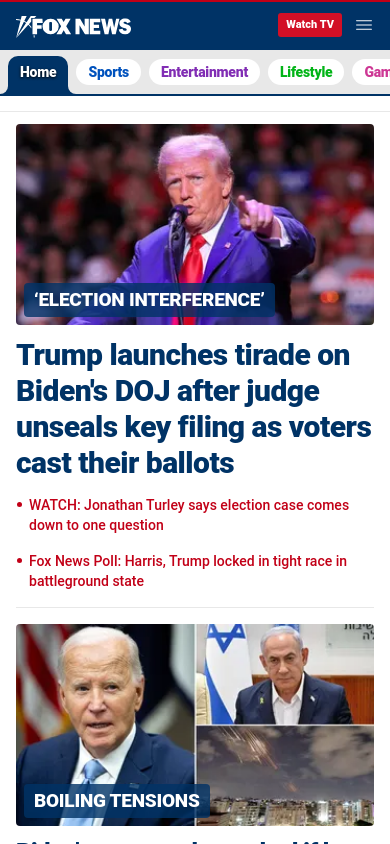 FOX NEWS
Watch TV
Home
Sports
Entertainment
Lifestyle
Gam
‘ELECTION INTERFERENCE’
Trump launches tirade on
Biden's DOJ after judge
unseals key filing as voters
cast their ballots
WATCH: Jonathan Turley says election case comes
down to one question
Fox News Poll: Harris, Trump locked in tight race in
battleground state
BOILING TENSIONS